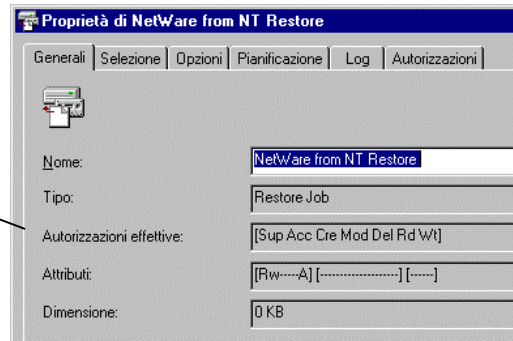 Proprietà di NetWare from NT Restore
Generali Selezione Opzioni Pianificazione Log Autorizzazioni
Nome: NetWare from NT Restore
Tipo: Restore Job
Autorizzazioni effettive: [Sup Acc Cre Mod Del Rd Wt]
Attributi: [Rw-----A] [-------------------] [------]
Dimensione: 0 KB